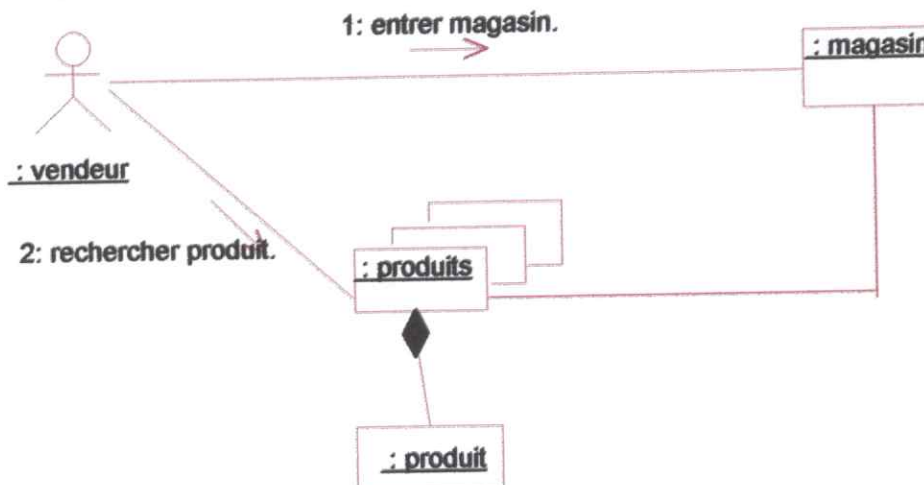 1: entrer magasin.
: magasin
: vendeur
2: rechercher produit.
: produits
: produit